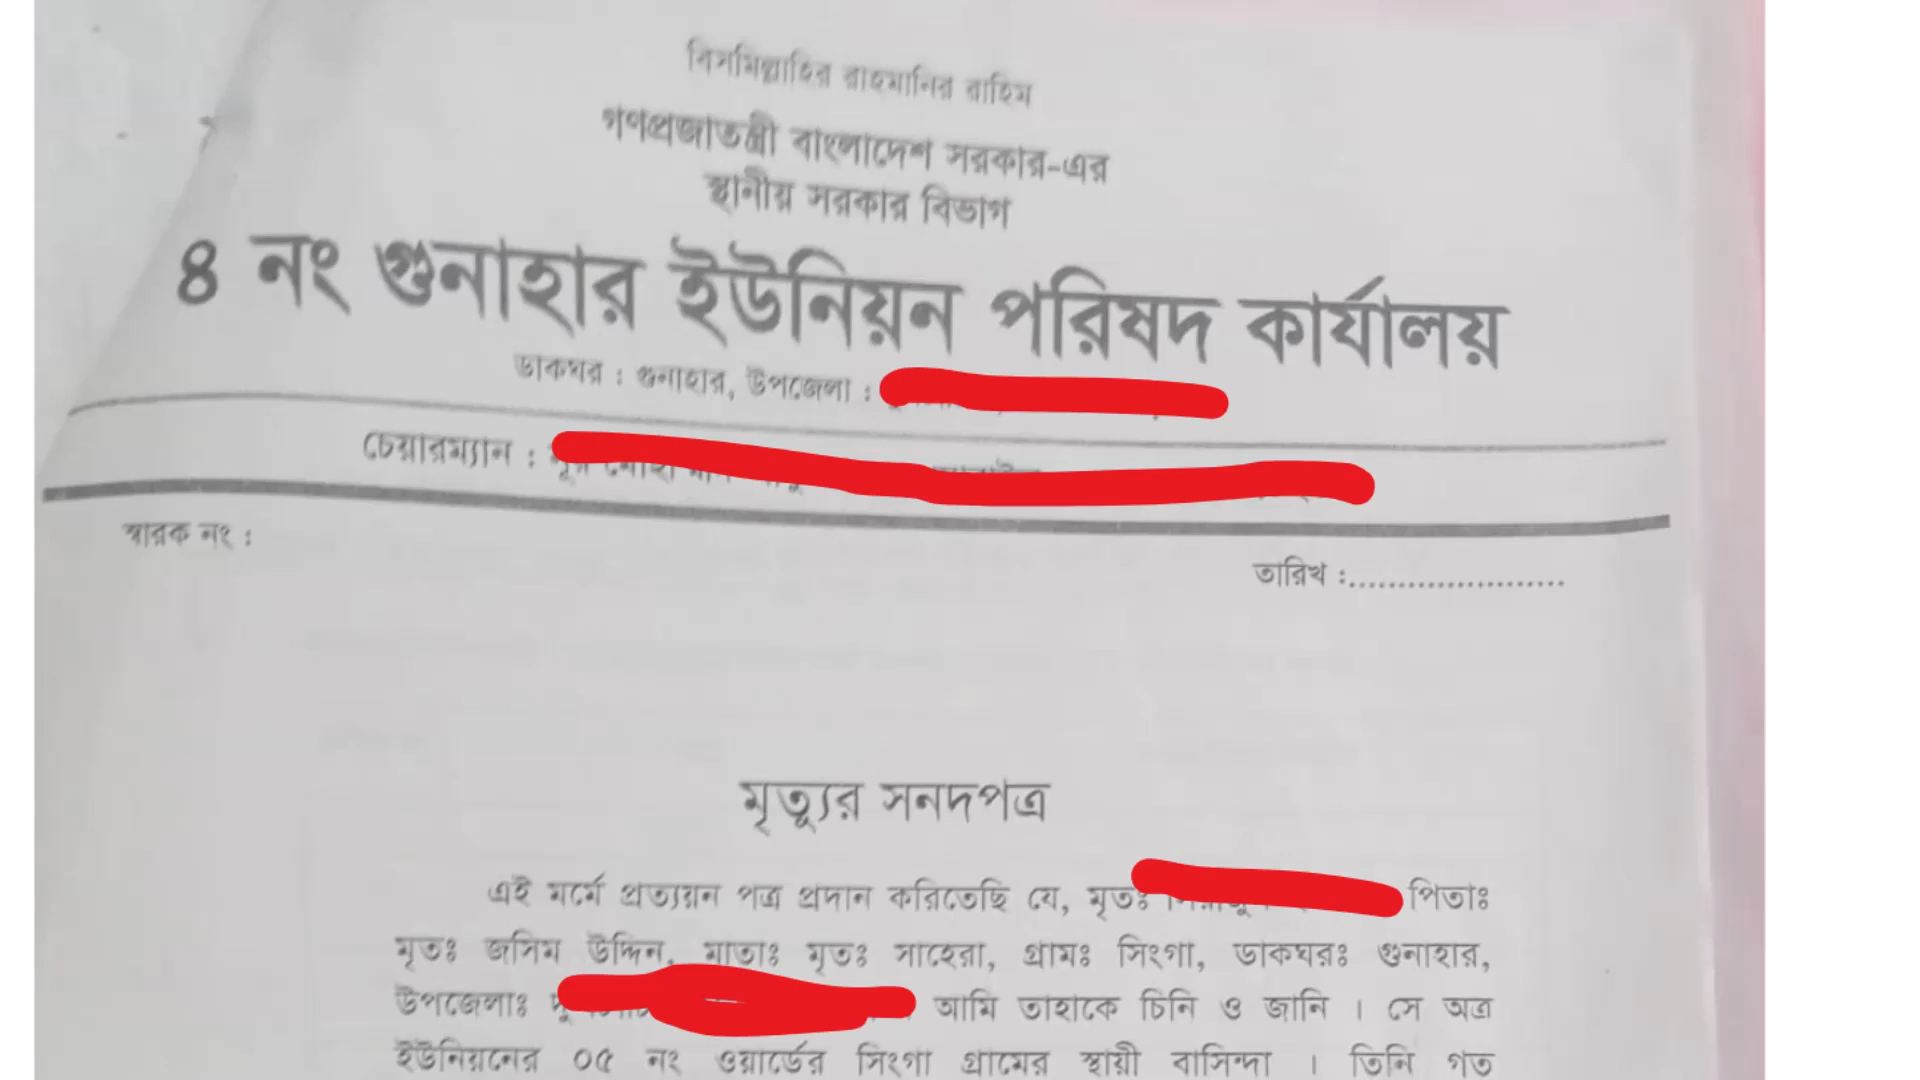 বিসমিল্লাহির রাহমানির রাহিম
গণপ্রজাতন্ত্রী বাংলাদেশ সরকার-এর
স্থানীয় সরকার বিভাগ
৪ নং গুনাহার ইউনিয়ন পরিষদ কার্যালয়
ডাকঘর : গুনাহার, উপজেলা :
চেয়ারম্যান :
স্মারক নং :
তারিখ :......................
মৃত্যুর সনদপত্র
এই মর্মে প্রত্যয়ন পত্র প্রদান করিতেছি যে, মৃতঃ পিতাঃ
মৃতঃ জসিম উদ্দিন, মাতাঃ মৃতঃ সাহেরা, গ্রামঃ সিংগা, ডাকঘরঃ গুনাহার,
উপজেলাঃ আমি তাহাকে চিনি ও জানি । সে অত্র
ইউনিয়নের ০৫ নং ওয়ার্ডের সিংগা গ্রামের স্থায়ী বাসিন্দা । তিনি গত